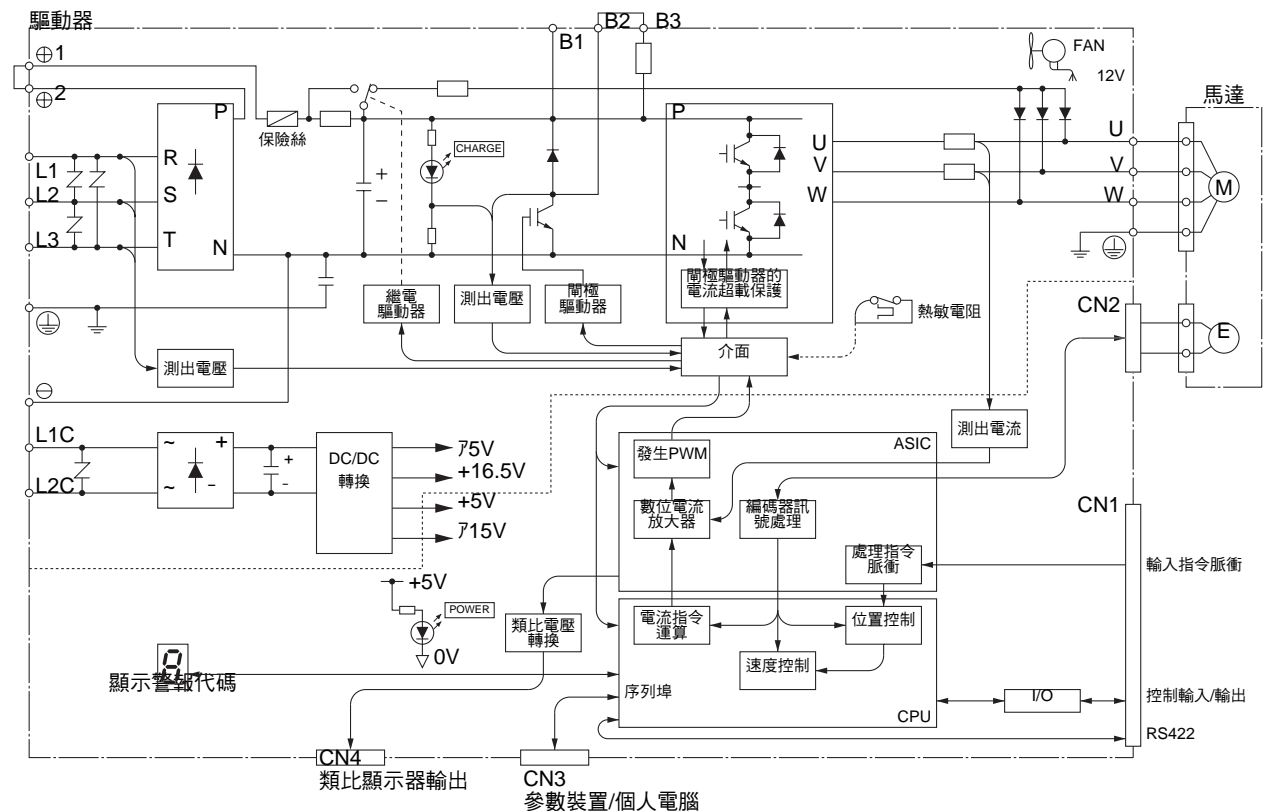 驅動器
⊕1
⊕2
B1
B2
B3
FAN
12V
馬達
P
保險絲
CHARGE
+
−
P
U
V
W
N
U
V
W
M
L1
L2
L3
R
S
T
N
繼電
驅動器
測出電壓
閘極
驅動器
閘極驅動器的
電流超載保護
熱敏電阻
CN2
E
介面
測出電壓
⊖
L1C
L2C
~
+
~
-
+
-
DC/DC
轉換
ｱ5V
+16.5V
+5V
ｱ15V
測出電流
ASIC
發生PWM
數位電流
放大器
編碼器訊
號處理
CN1
處理指令
脈衝
輸入指令脈衝
+5V
POWER
0V
類比電壓
轉換
電流指令
運算
位置控制
速度控制
8
顯示警報代碼
序列埠
CPU
I/O
控制輸入/輸出
RS422
CN4
類比顯示器輸出
CN3
參數裝置/個人電腦